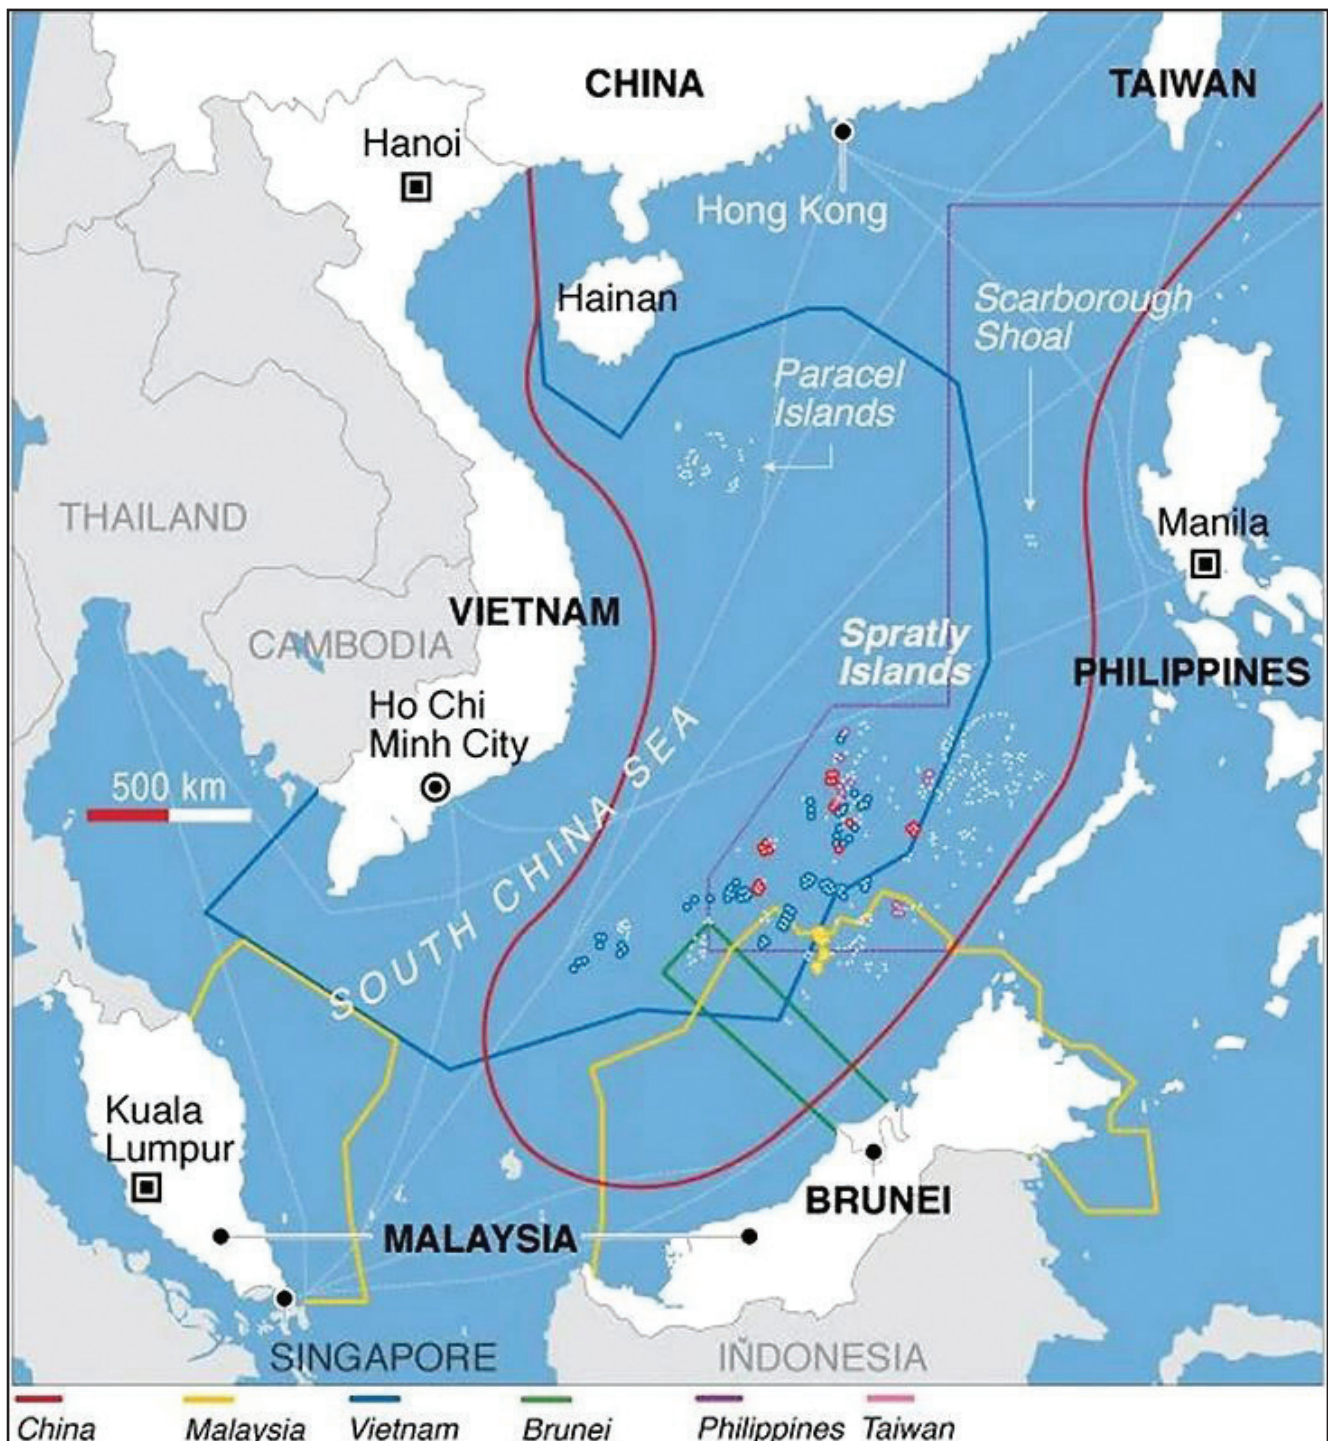 CHINA
TAIWAN
Hanoi
Hong Kong
Hainan
Scarborough
Shoal
Paracel
Islands
THAILAND
Manila
VIETNAM
CAMBODIA
Spratly
Islands
PHILIPPINES
Ho Chi
Minh City
500 km
SOUTH CHINA SEA
Kuala
Lumpur
BRUNEI
MALAYSIA
SINGAPORE
INDONESIA
China
Malaysia
Vietnam
Brunei
Philippines
Taiwan